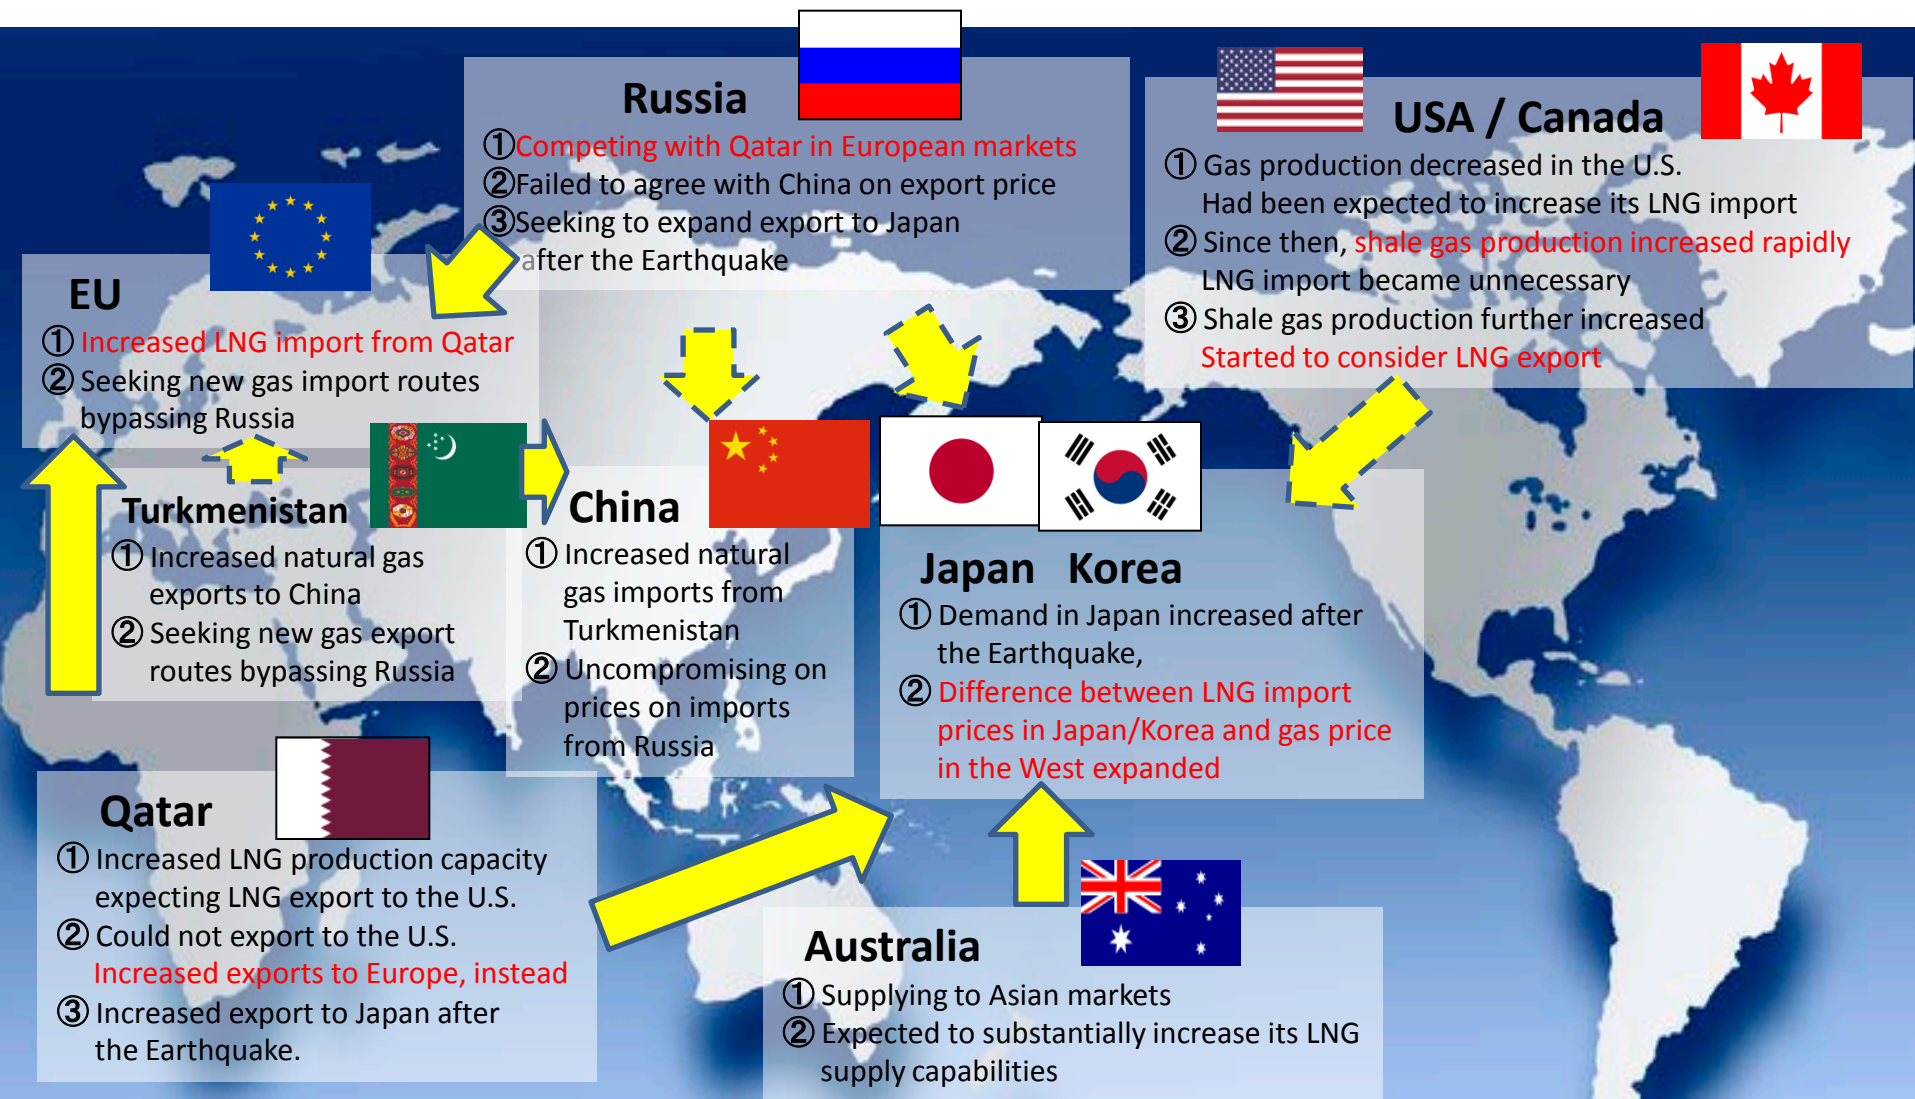 Russia
①Competing with Qatar in European markets
②Failed to agree with China on export price
③Seeking to expand export to Japan
after the Earthquake
USA / Canada
① Gas production decreased in the U.S.
Had been expected to increase its LNG import
② Since then, shale gas production increased rapidly
LNG import became unnecessary
③ Shale gas production further increased
Started to consider LNG export
EU
① Increased LNG import from Qatar
② Seeking new gas import routes
bypassing Russia
Turkmenistan
① Increased natural gas
exports to China
② Seeking new gas export
routes bypassing Russia
China
① Increased natural
gas imports from
Turkmenistan
② Uncompromising on
prices on imports
from Russia
Japan Korea
① Demand in Japan increased after
the Earthquake,
② Difference between LNG import
prices in Japan/Korea and gas price
in the West expanded
Qatar
① Increased LNG production capacity
expecting LNG export to the U.S.
② Could not export to the U.S.
Increased exports to Europe, instead
③ Increased export to Japan after
the Earthquake.
Australia
① Supplying to Asian markets
② Expected to substantially increase its LNG
supply capabilities